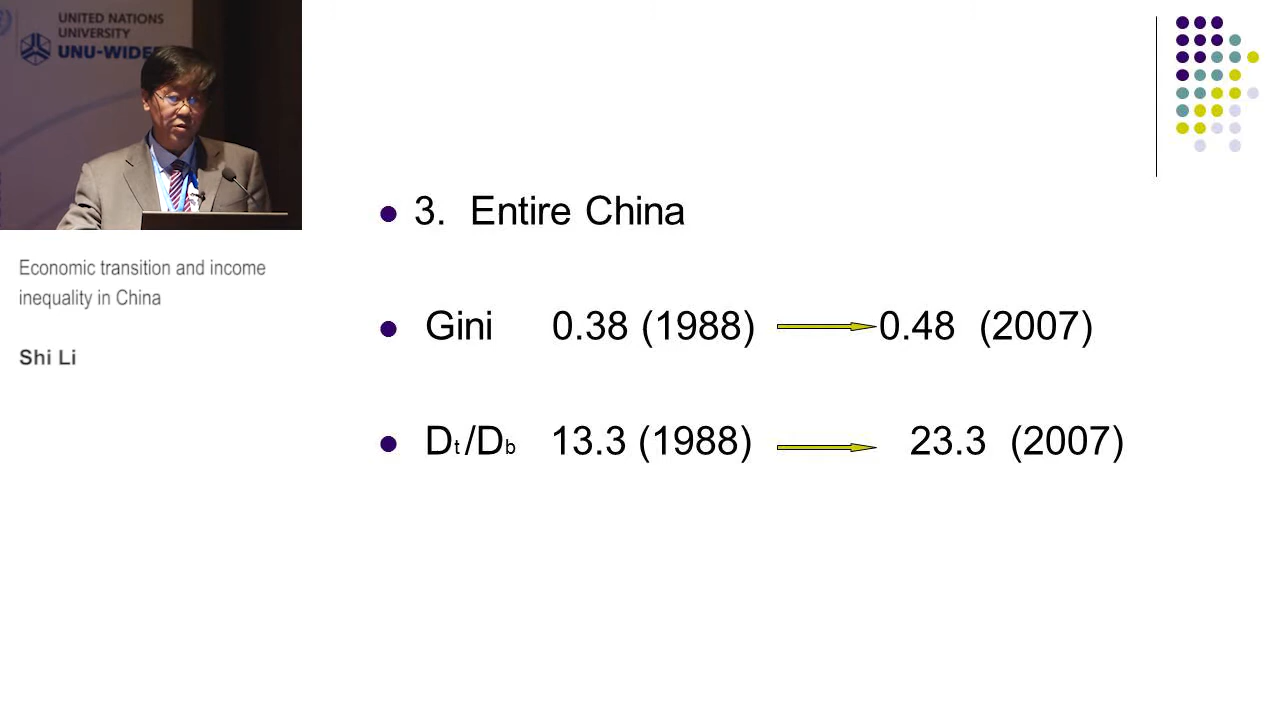 UNITED NATIONS
UNIVERSITY
UNU-WIDE
Economic transition and income
inequality in China
Shi Li
3. Entire China
Gini 0.38 (1988) 0.48 (2007)
Dt/Db 13.3 (1988) 23.3 (2007)